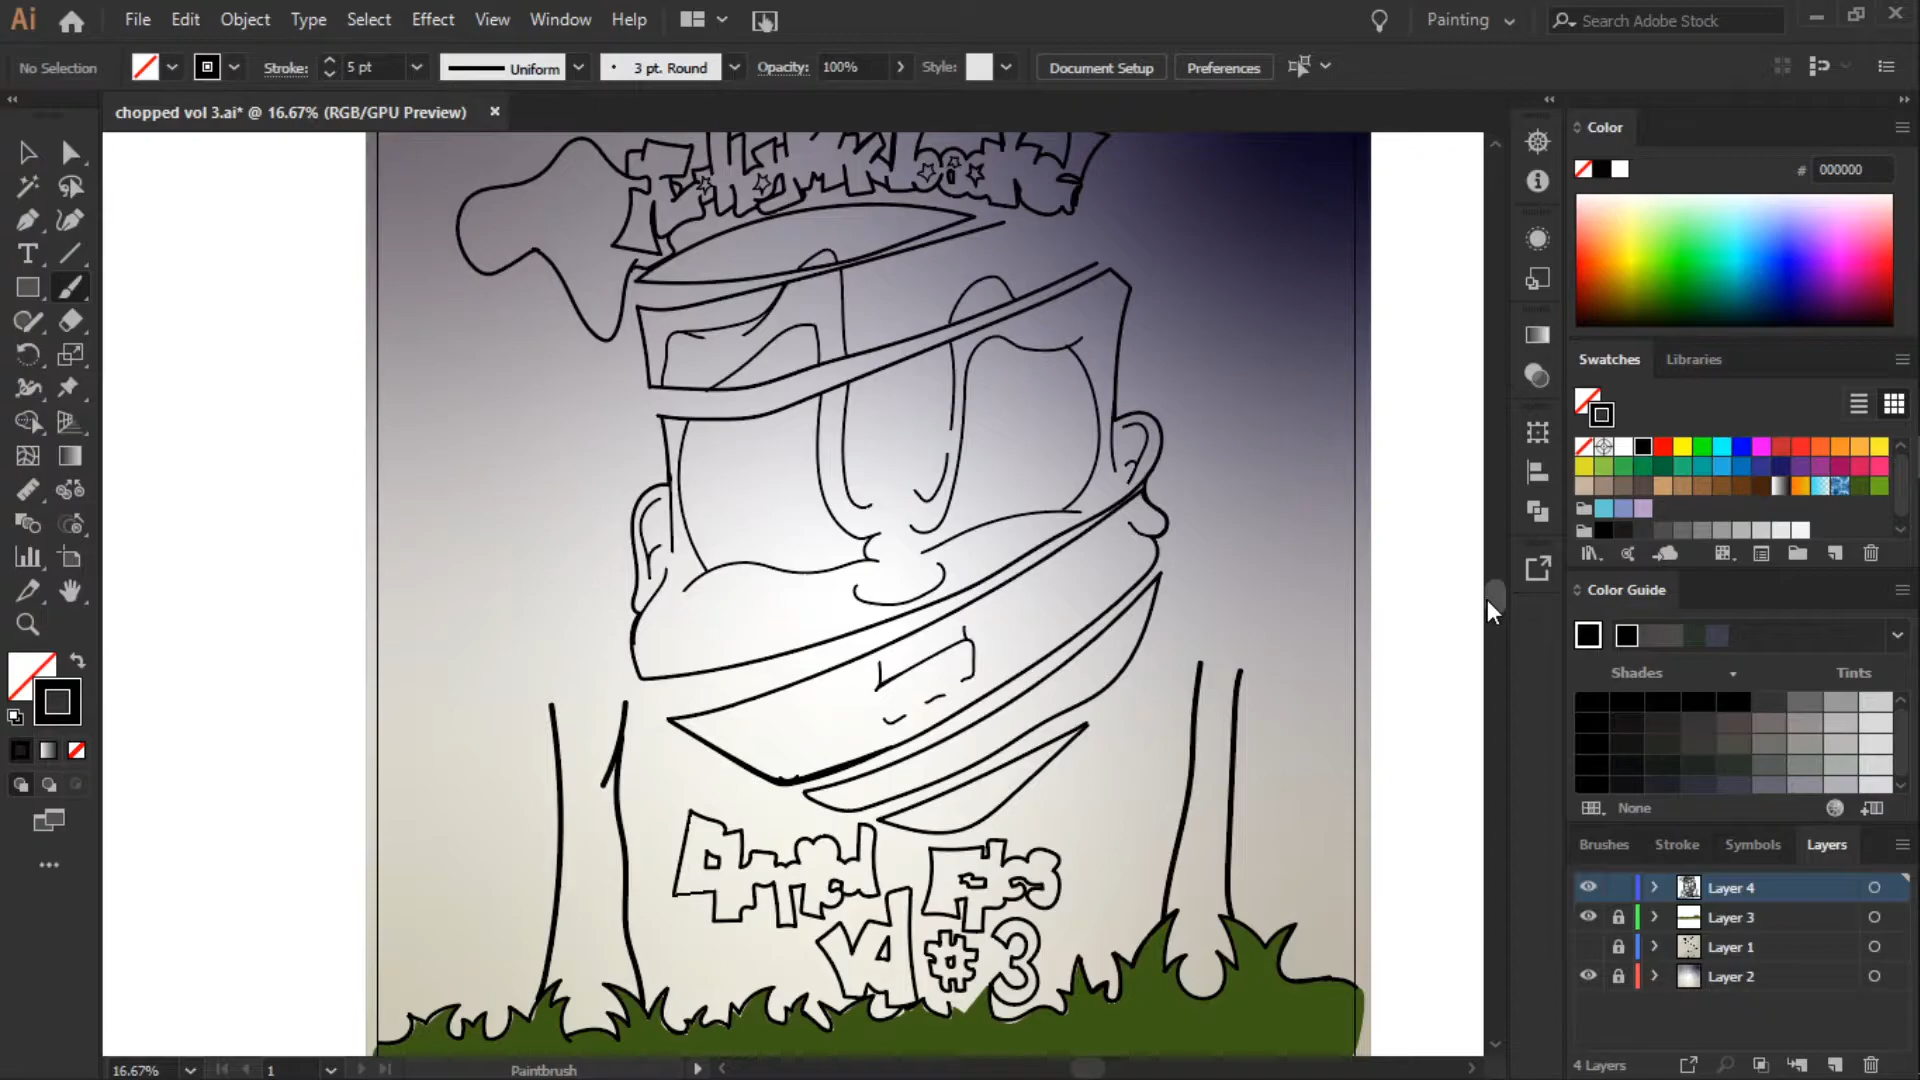 Ai File Edit Object Type Select Effect View Window Help Painting Search Adobe Stock
No Selection Stroke: 5 pt Uniform 3 pt. Round Opacity: 100% Style: Document Setup Preferences
chopped vol 3.ai* @ 16.67% (RGB/GPU Preview)
Color
# 000000
Swatches Libraries
Color Guide
Shades Tints
None
Brushes Stroke Symbols Layers
Layer 4
Layer 3
Layer 1
Layer 2
vol #3
4 Layers
16.67% 1 Paintbrush